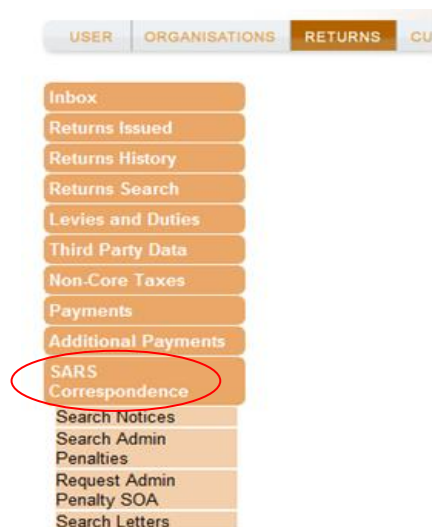 USER ORGANISATIONS RETURNS CU
Inbox
Returns Issued
Returns History
Returns Search
Levies and Duties
Third Party Data
Non-Core Taxes
Payments
Additional Payments
SARS
Correspondence
Search Notices
Search Admin
Penalties
Request Admin
Penalty SOA
Search Letters